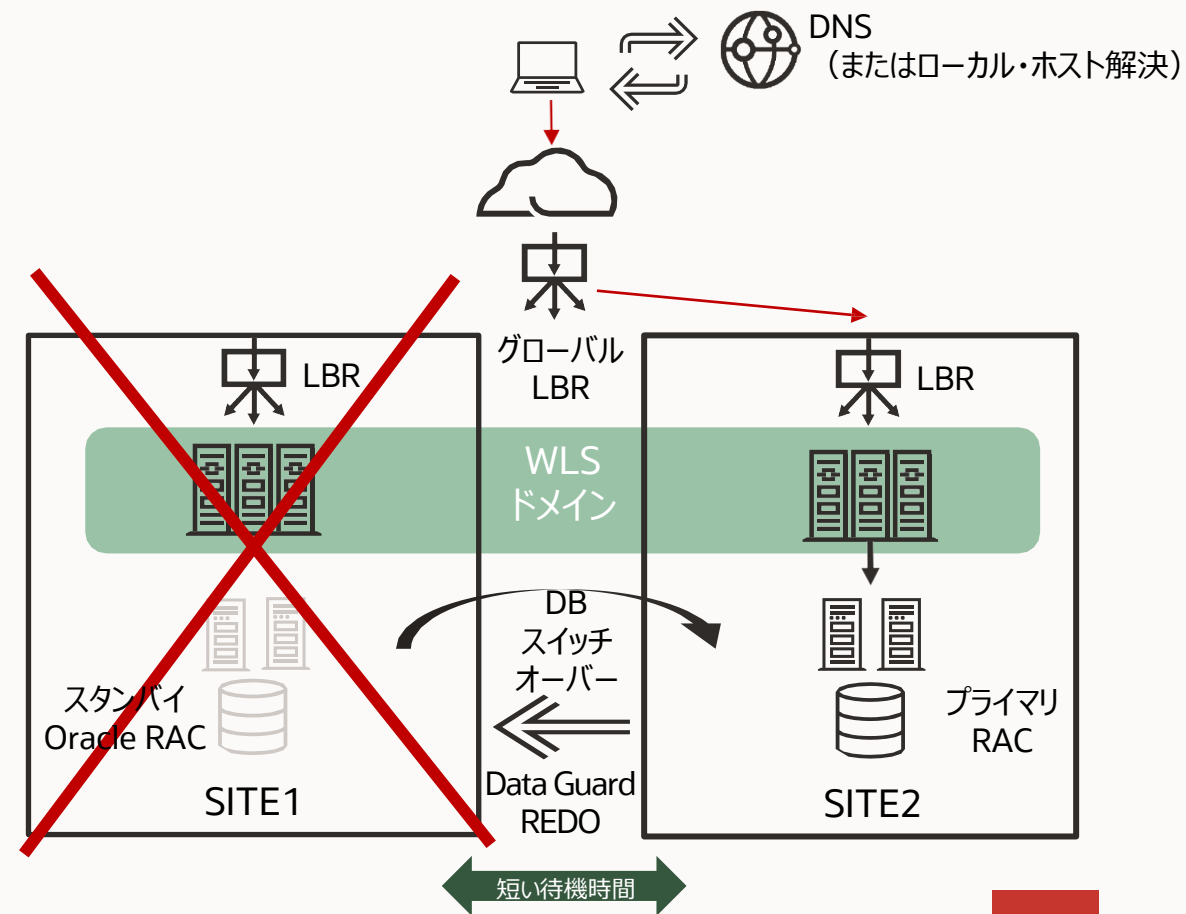 DNS
（またはローカル・ホスト解決）
グローバル
LBR
LBR
LBR
WLS
ドメイン
DB
スイッチ
オーバー
スタンバイ
Oracle RAC
プライマリ
RAC
SITE1
Data Guard
REDO
SITE2
短い待機時間